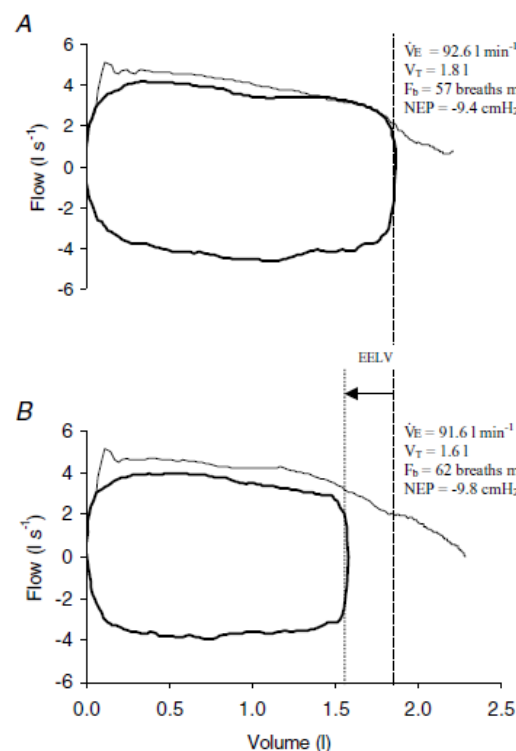 A
6
4
2
0
-2
-4
-6
Flow (l s⁻¹)
V̇E = 92.6 l min⁻¹
VT = 1.8 l
Fb = 57 breaths m
NEP = -9.4 cmH
EELV
B
6
4
2
0
-2
-4
-6
Flow (l s⁻¹)
V̇E = 91.6 l min⁻¹
VT = 1.6 l
Fb = 62 breaths m
NEP = -9.8 cmH
0.0 0.5 1.0 1.5 2.0 2.5
Volume (l)